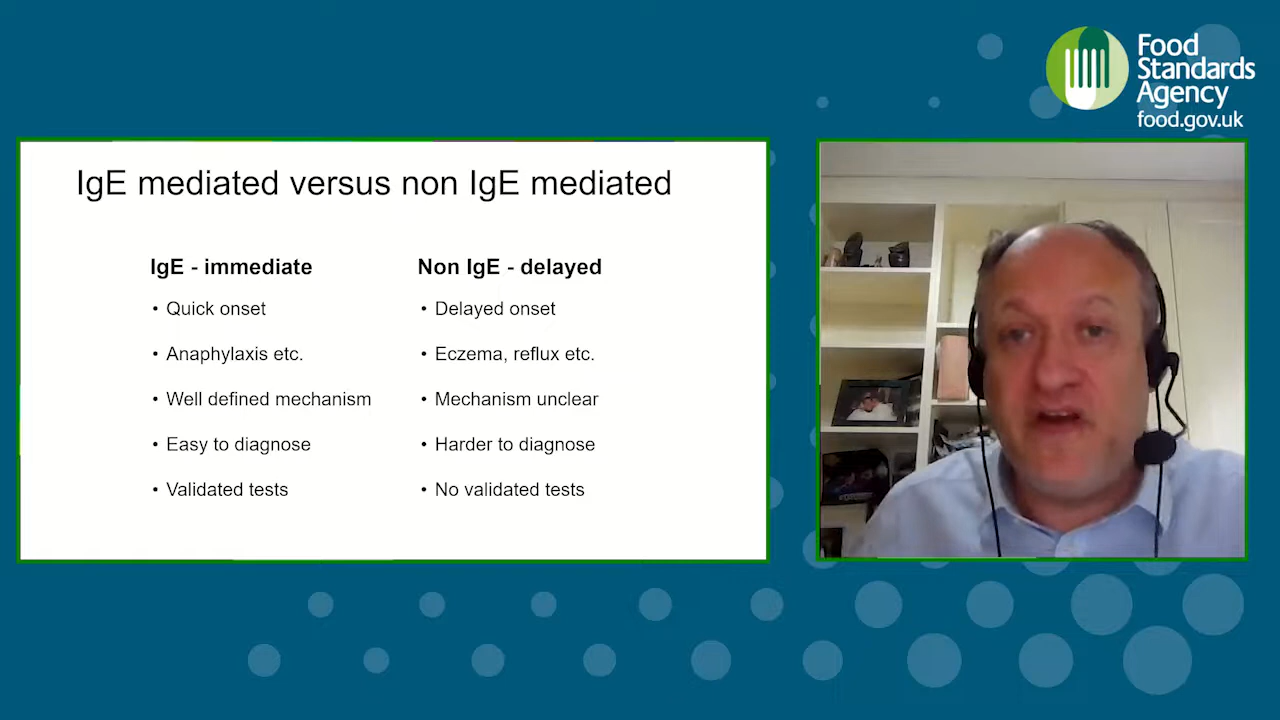 Food
Standards
Agency
food.gov.uk
IgE mediated versus non IgE mediated
IgE - immediate
• Quick onset
• Anaphylaxis etc.
• Well defined mechanism
• Easy to diagnose
• Validated tests
Non IgE - delayed
• Delayed onset
• Eczema, reflux etc.
• Mechanism unclear
• Harder to diagnose
• No validated tests